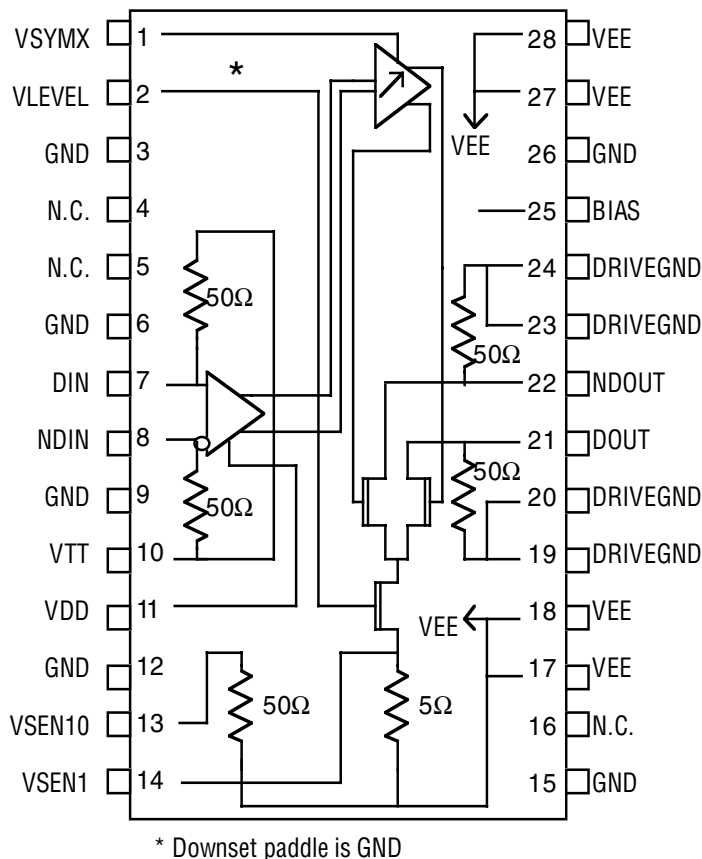 VSYMX 1
VLEVEL 2
*
GND 3
N.C. 4
N.C. 5
GND 6
DIN 7
NDIN 8
GND 9
VTT 10
VDD 11
GND 12
VSEN10 13
VSEN1 14
50Ω
50Ω
50Ω
5Ω
VEE
VEE
50Ω
50Ω
28 VEE
27 VEE
26 GND
25 BIAS
24 DRIVEGND
23 DRIVEGND
22 NDOUT
21 DOUT
20 DRIVEGND
19 DRIVEGND
18 VEE
17 VEE
16 N.C.
15 GND
* Downset paddle is GND